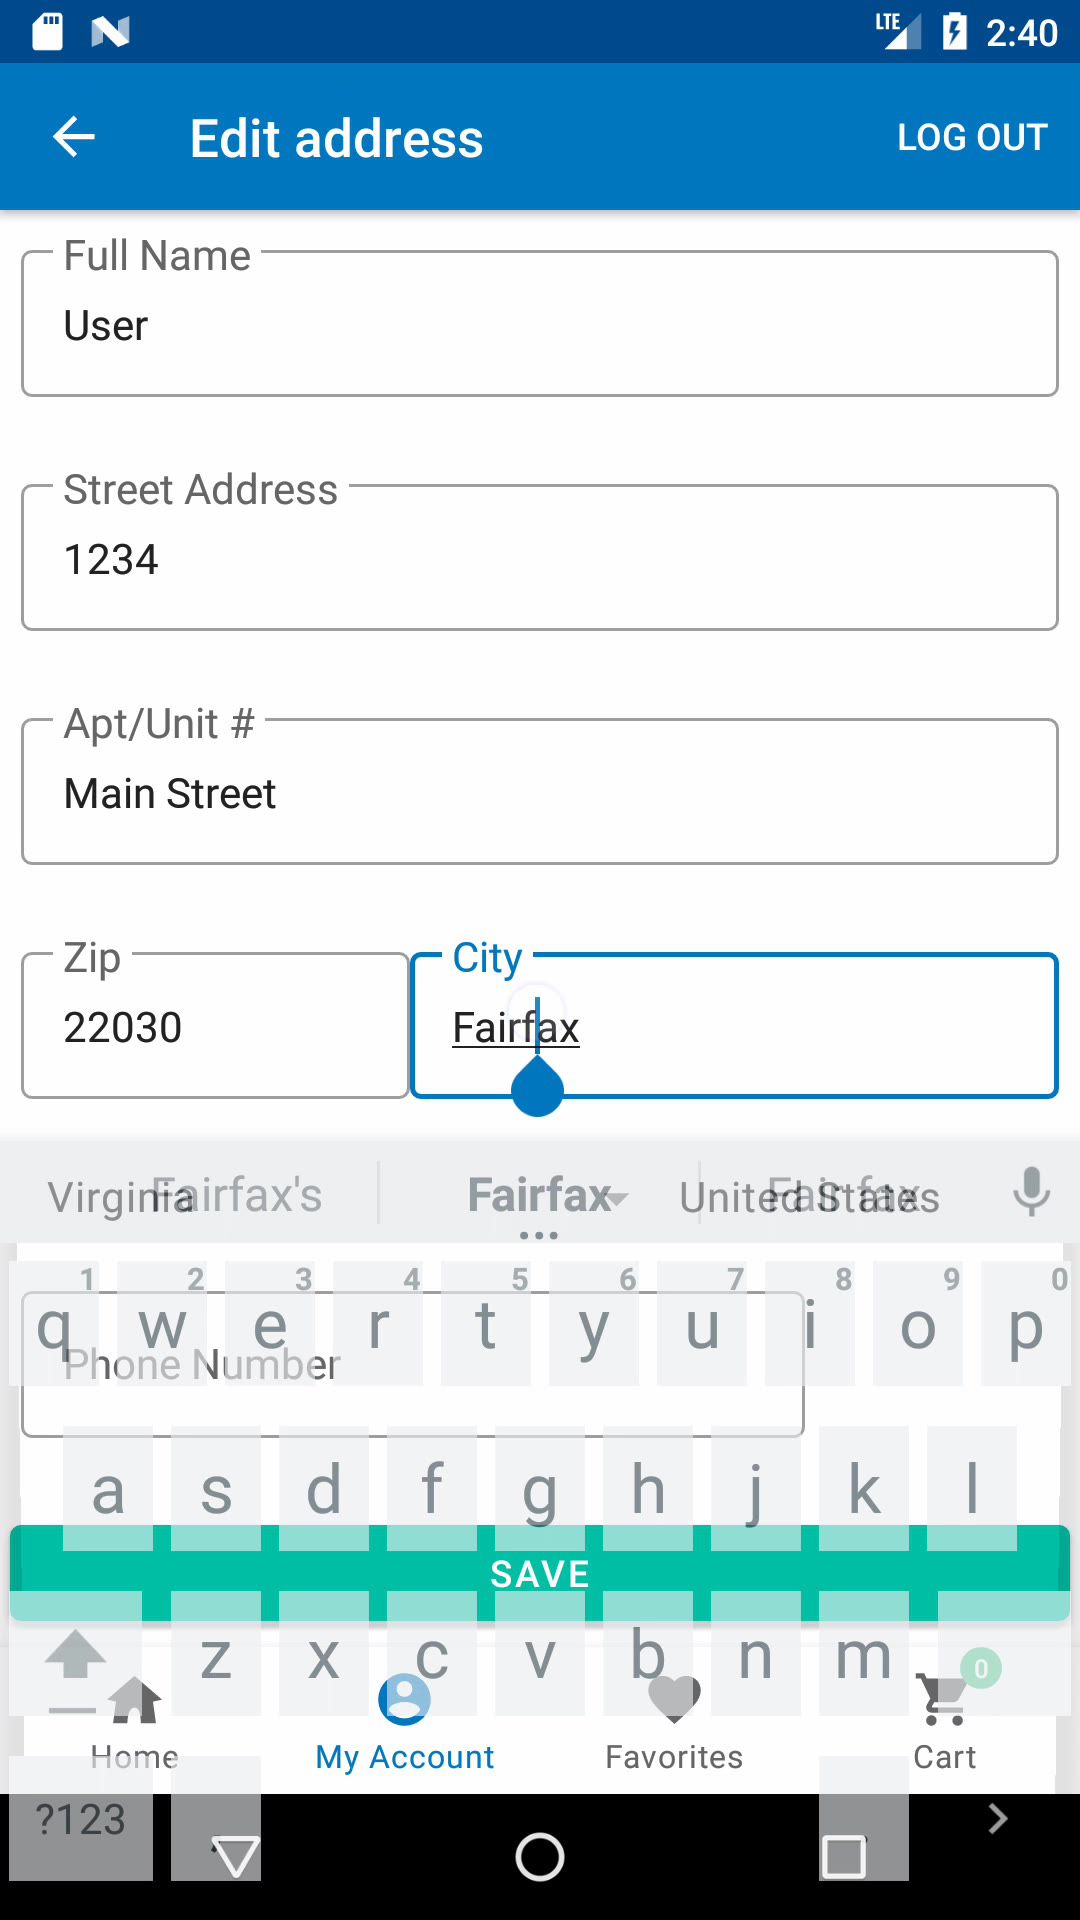 LTE 2:40
Edit address LOG OUT
Full Name
User
Street Address
1234
Apt/Unit #
Main Street
Zip City
22030 Fairfax
Virginia United States
Fairfax's Fairfax Fairfax
1 2 3 4 5 6 7 8 9 0
q w e r t y u i o p
Phone Number
a s d f g h j k l
SAVE
z x c v b n m
0
Home My Account Favorites Cart
?123